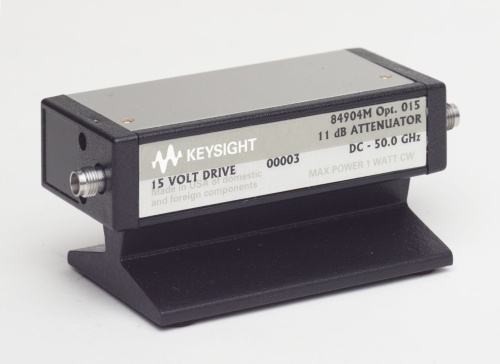 84904M Opt. 015
KEYSIGHT 11 dB ATTENUATOR
15 VOLT DRIVE 00003 DC - 50.0 GHz
Made in USA of domestic MAX POWER 1 WATT CW
and foreign components